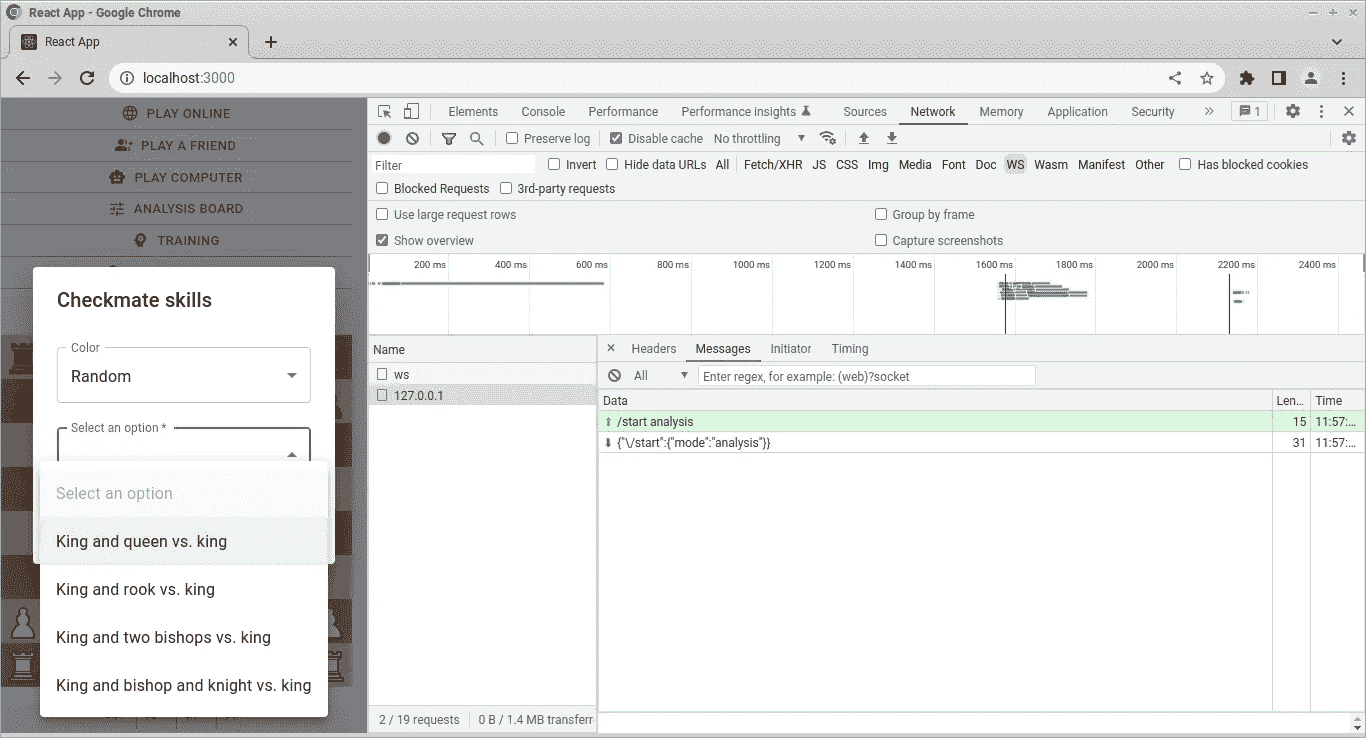 React App - Google Chrome
React App
localhost:3000
PLAY ONLINE
PLAY A FRIEND
PLAY COMPUTER
ANALYSIS BOARD
TRAINING
Checkmate skills
Color
Random
Select an option *
Select an option
King and queen vs. king
King and rook vs. king
King and two bishops vs. king
King and bishop and knight vs. king
Elements Console Performance Performance insights Sources Network Memory Application Security » 1
Preserve log Disable cache No throttling
Filter Invert Hide data URLs All Fetch/XHR JS CSS Img Media Font Doc WS Wasm Manifest Other Has blocked cookies
Blocked Requests 3rd-party requests
Use large request rows Group by frame
Show overview Capture screenshots
200 ms 400 ms 600 ms 800 ms 1000 ms 1200 ms 1400 ms 1600 ms 1800 ms 2000 ms 2200 ms 2400 ms
Name
ws
127.0.0.1
2 / 19 requests 0 B / 1.4 MB transferr
Headers Messages Initiator Timing
All Enter regex, for example: (web)?socket
Data Len... Time
/start analysis 15 11:57:...
{"\/start":{"mode":"analysis"}} 31 11:57:...